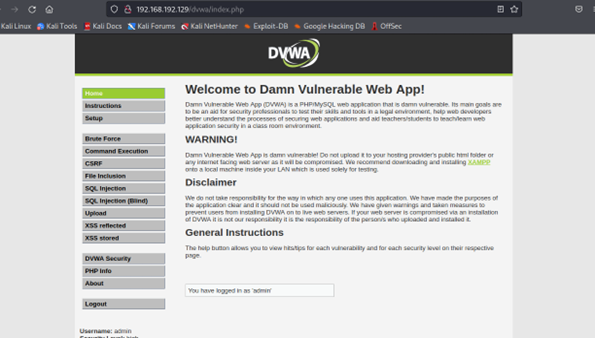 192.168.192.129/dvwa/index.php
Kali Linux Kali Tools Kali Docs Kali Forums Kali NetHunter Exploit-DB Google Hacking DB OffSec
DVWA
Home
Instructions
Setup
Brute Force
Command Execution
CSRF
File Inclusion
SQL Injection
SQL Injection (Blind)
Upload
XSS reflected
XSS stored
DVWA Security
PHP Info
About
Logout
Username: admin
Welcome to Damn Vulnerable Web App!
Damn Vulnerable Web App (DVWA) is a PHP/MySQL web application that is damn vulnerable. Its main goals are
to be an aid for security professionals to test their skills and tools in a legal environment, help web developers
better understand the processes of securing web applications and aid teachers/students to teach/learn web
application security in a class room environment.
WARNING!
Damn Vulnerable Web App is damn vulnerable! Do not upload it to your hosting provider's public html folder or
any internet facing web server as it will be compromised. We recommend downloading and installing XAMPP
onto a local machine inside your LAN which is used solely for testing.
Disclaimer
We do not take responsibility for the way in which any one uses this application. We have made the purposes of
the application clear and it should not be used maliciously. We have given warnings and taken measures to
prevent users from installing DVWA on to live web servers. If your web server is compromised via an installation
of DVWA it is not our responsibility it is the responsibility of the person/s who uploaded and installed it.
General Instructions
The help button allows you to view hits/tips for each vulnerability and for each security level on their respective
page.
You have logged in as 'admin'